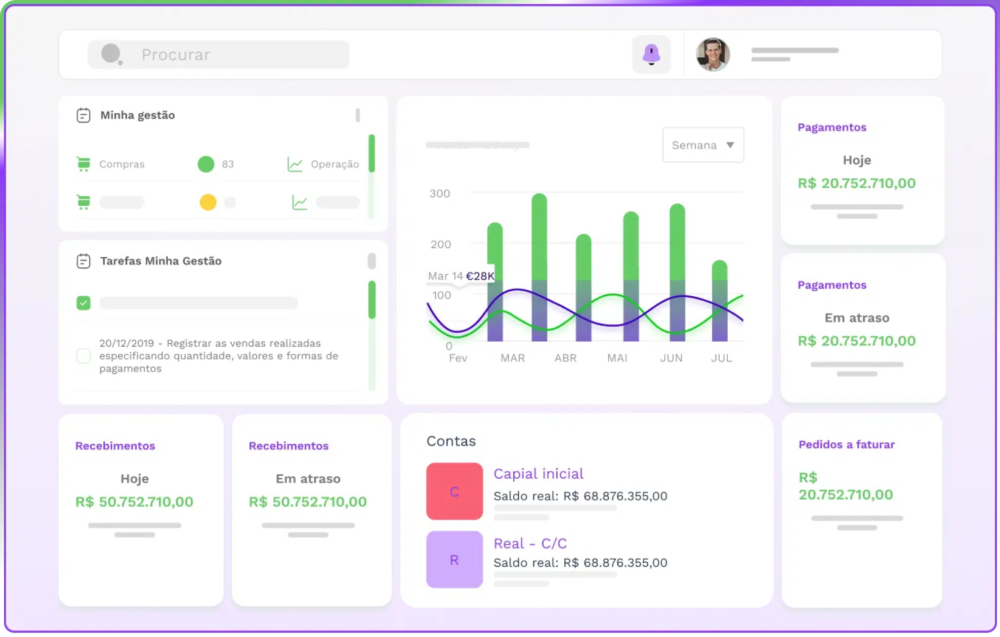 Procurar
Minha gestão
Compras
83
Operação
Tarefas Minha Gestão
20/12/2019 - Registrar as vendas realizadas
especificando quantidade, valores e formas de
pagamentos
Semana ▼
300
200
Mar 14 €28K
100
0
Fev MAR ABR MAI JUN JUL
Pagamentos
Hoje
R$ 20.752.710,00
Pagamentos
Em atraso
R$ 20.752.710,00
Recebimentos
Hoje
R$ 50.752.710,00
Recebimentos
Em atraso
R$ 50.752.710,00
Contas
C
Capial inicial
Saldo real: R$ 68.876.355,00
R
Real - C/C
Saldo real: R$ 68.876.355,00
Pedidos a faturar
R$
20.752.710,00